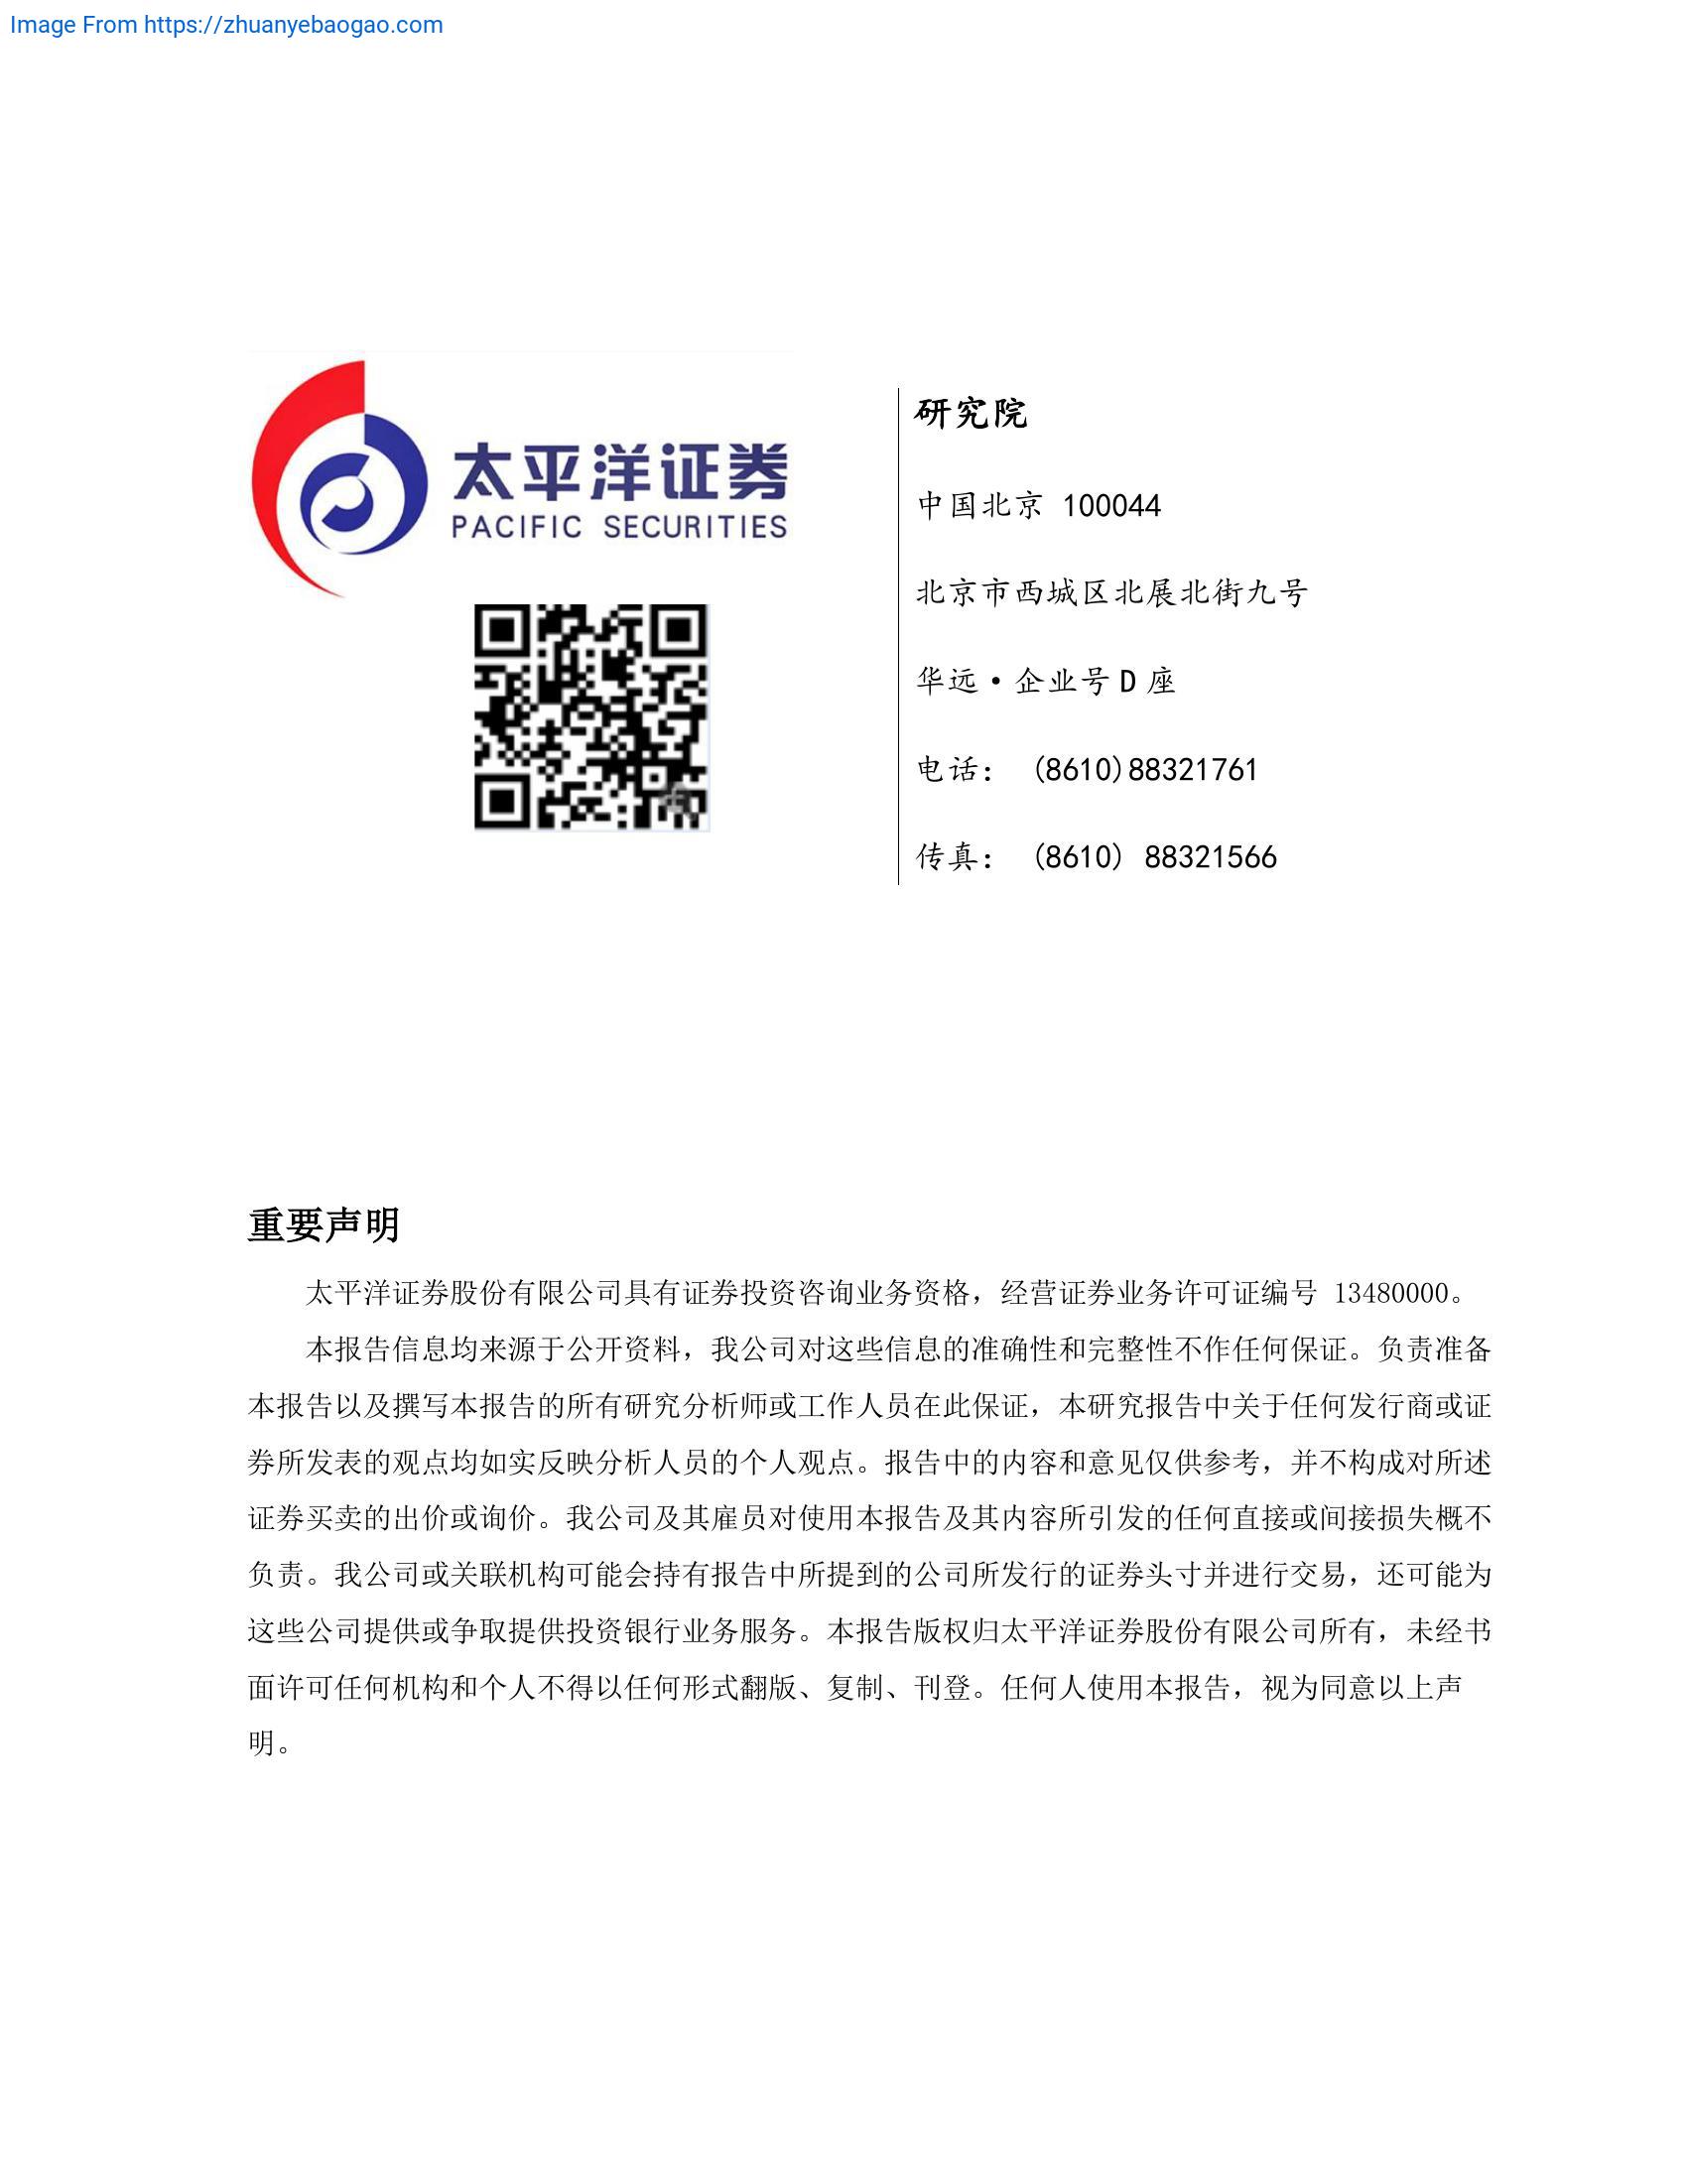 Image From https://zhuanyebaogao.com
太平洋证券
PACIFIC SECURITIES
研究院
中国北京 100044
北京市西城区北展北街九号
华远·企业号 D 座
电话： (8610)88321761
传真： (8610) 88321566
重要声明
太平洋证券股份有限公司具有证券投资咨询业务资格，经营证券业务许可证编号 13480000。
本报告信息均来源于公开资料，我公司对这些信息的准确性和完整性不作任何保证。负责准备
本报告以及撰写本报告的所有研究分析师或工作人员在此保证，本研究报告中关于任何发行商或证
券所发表的观点均如实反映分析人员的个人观点。报告中的内容和意见仅供参考，并不构成对所述
证券买卖的出价或询价。我公司及其雇员对使用本报告及其内容所引发的任何直接或间接损失概不
负责。我公司或关联机构可能会持有报告中所提到的公司所发行的证券头寸并进行交易，还可能为
这些公司提供或争取提供投资银行业务服务。本报告版权归太平洋证券股份有限公司所有，未经书
面许可任何机构和个人不得以任何形式翻版、复制、刊登。任何人使用本报告，视为同意以上声
明。